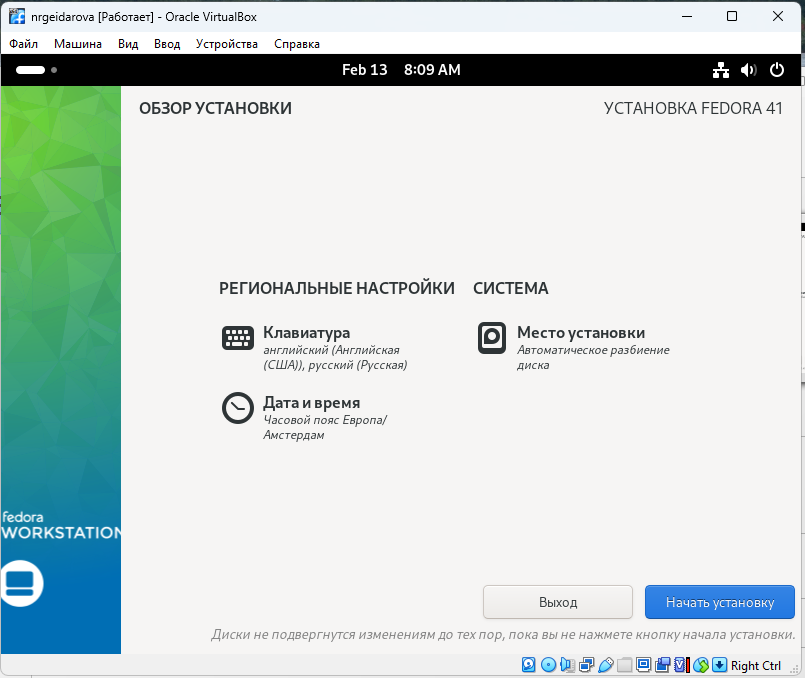 nrgeidarova [Работает] - Oracle VirtualBox
Файл Машина Вид Ввод Устройства Справка
Feb 13 8:09 AM
ОБЗОР УСТАНОВКИ
УСТАНОВКА FEDORA 41
РЕГИОНАЛЬНЫЕ НАСТРОЙКИ
СИСТЕМА
Клавиатура
английский (Английская
(США)), русский (Русская)
Место установки
Автоматическое разбиение
диска
Дата и время
Часовой пояс Европа/
Амстердам
fedora
WORKSTATION
Выход
Начать установку
Диски не подвергнутся изменениям до тех пор, пока вы не нажмете кнопку начала установки.
Right Ctrl